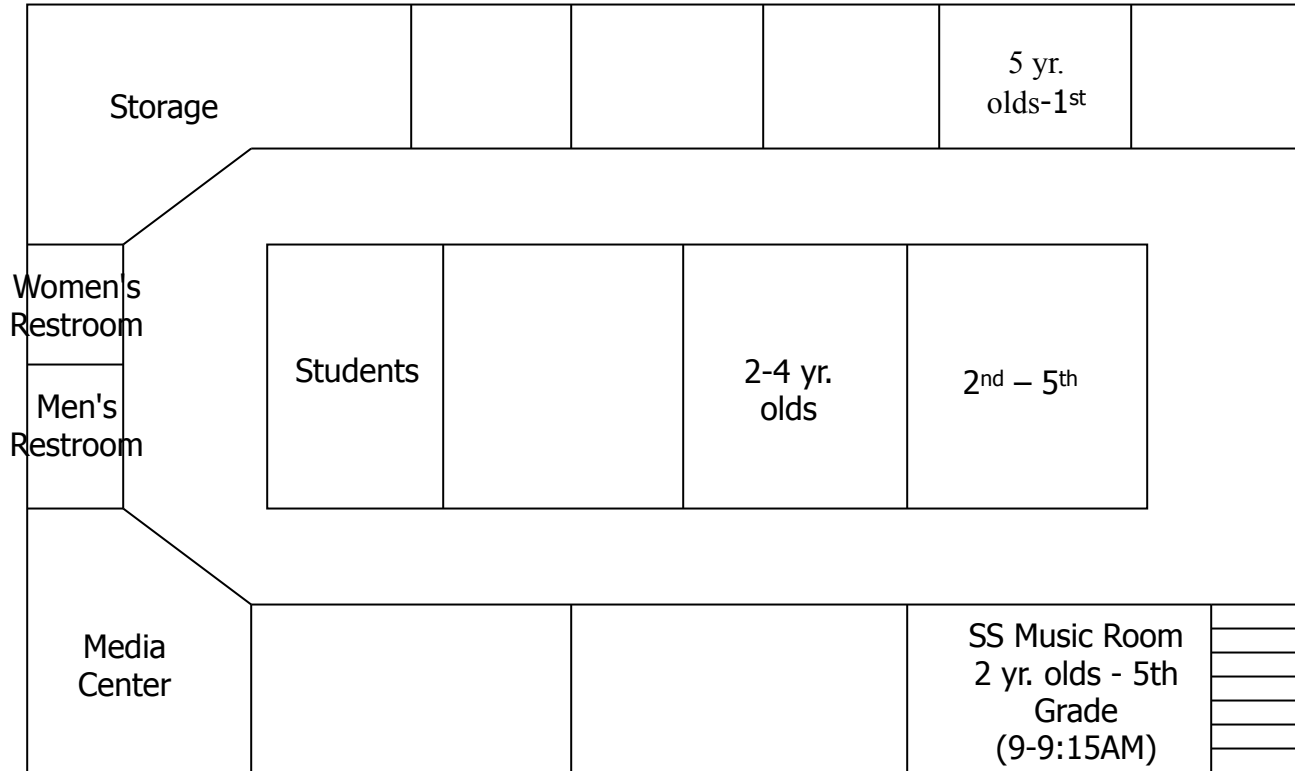 5 yr.
olds-1st
Storage
Women's
Restroom
Men's
Restroom
Students
2-4 yr.
olds
2nd – 5th
Media
Center
SS Music Room
2 yr. olds - 5th
Grade
(9-9:15AM)